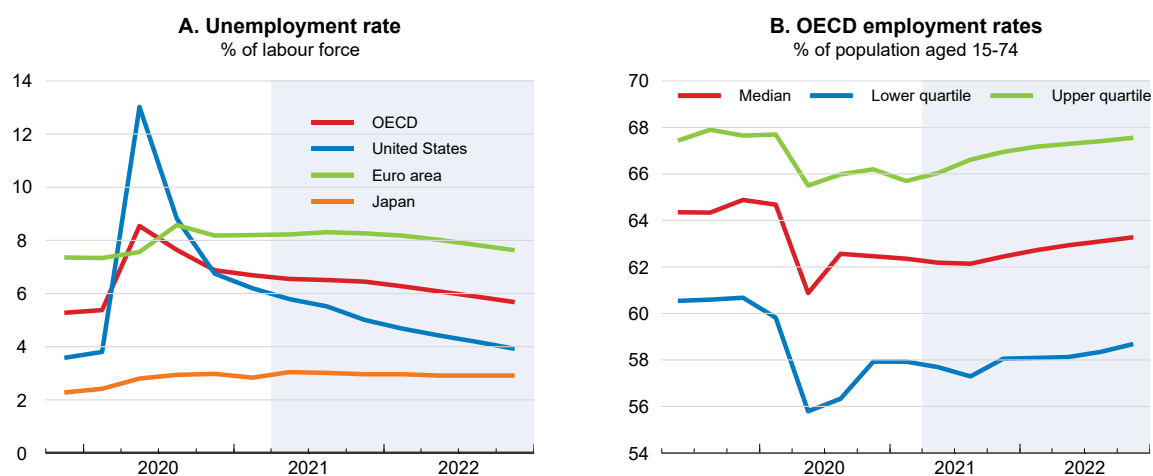 A. Unemployment rate
% of labour force
14
12
10
8
6
4
2
0
OECD
United States
Euro area
Japan
2020
2021
2022
B. OECD employment rates
% of population aged 15-74
70
68
66
64
62
60
58
56
54
Median
Lower quartile
Upper quartile
2020
2021
2022